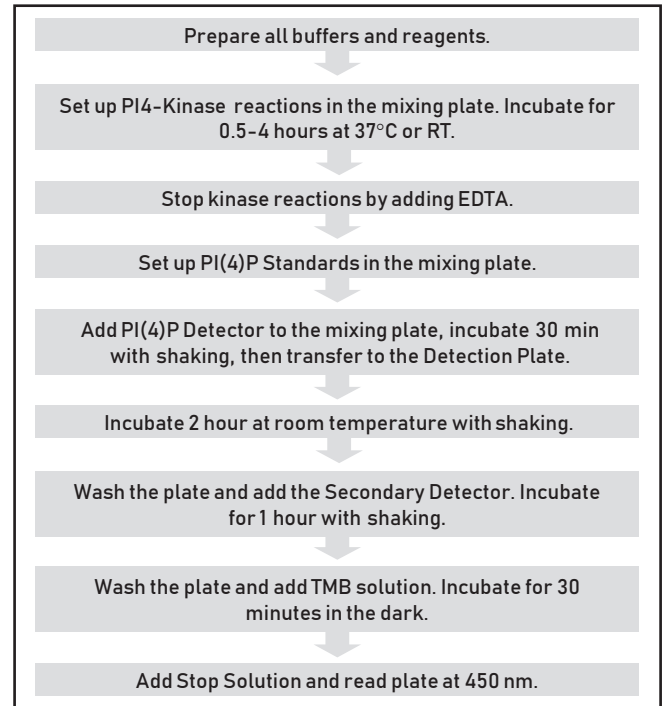 Prepare all buffers and reagents.
Set up PI4-Kinase reactions in the mixing plate. Incubate for
0.5-4 hours at 37°C or RT.
Stop kinase reactions by adding EDTA.
Set up PI(4)P Standards in the mixing plate.
Add PI(4)P Detector to the mixing plate, incubate 30 min
with shaking, then transfer to the Detection Plate.
Incubate 2 hour at room temperature with shaking.
Wash the plate and add the Secondary Detector. Incubate
for 1 hour with shaking.
Wash the plate and add TMB solution. Incubate for 30
minutes in the dark.
Add Stop Solution and read plate at 450 nm.